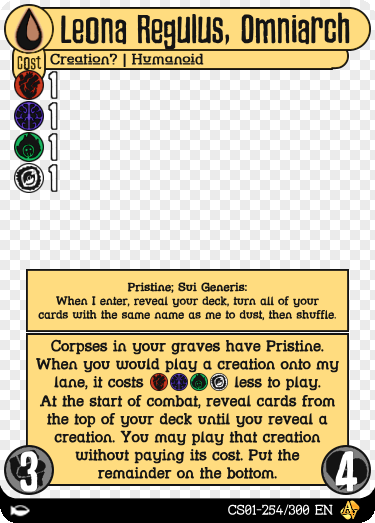 Leona Regulus, Omniarch
COST
Creation? | Humanoid
1
1
1
1
Pristine; Sui Generis:
When I enter, reveal your deck, turn all of your
cards with the same name as me to dust, then shuffle.
Corpses in your graves have Pristine.
When you would play a creation onto my
lane, it costs less to play.
At the start of combat, reveal cards from
the top of your deck until you reveal a
creation. You may play that creation
without paying its cost. Put the
remainder on the bottom.
3
4
CS01-254/300 EN